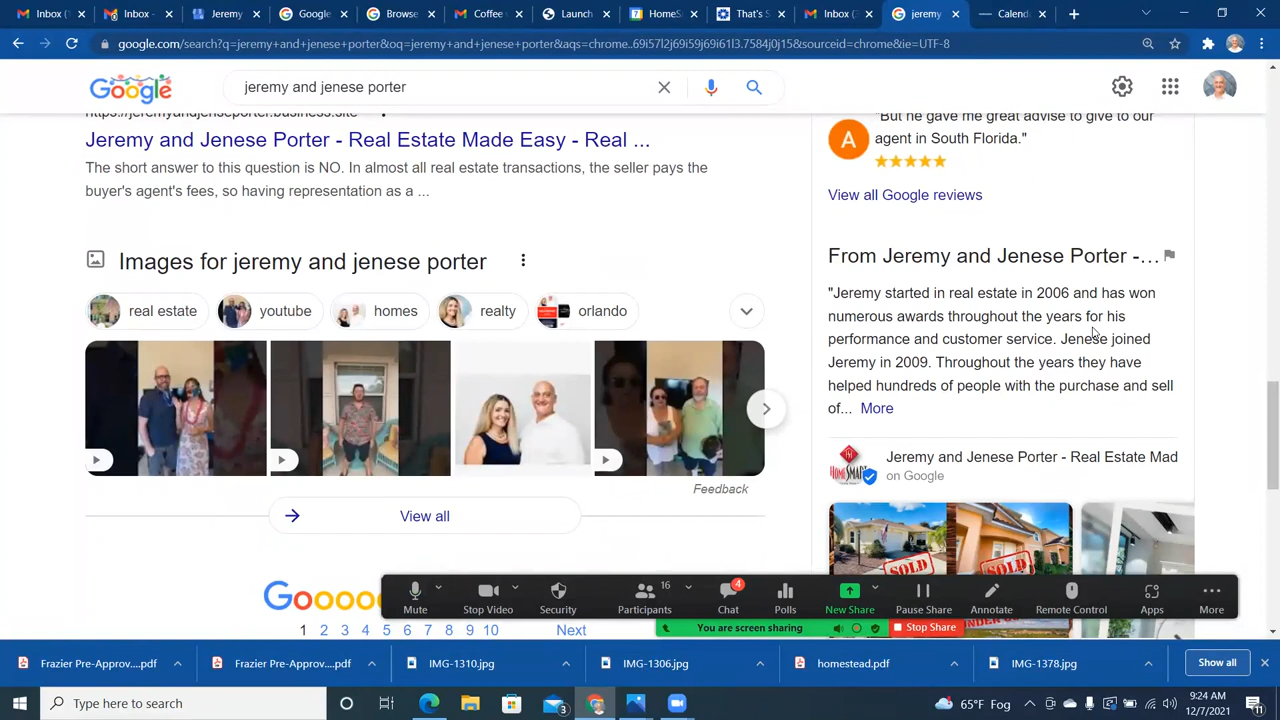 Inbox (
Inbox -
Jeremy
Google
Browse
Gmail
Coffee
Launch
HomeS
That's S
Inbox (
jeremy
Calend
google.com/search?q=jeremy+and+jenese+porter&oq=jeremy+and+jenese+porter&aqs=chrome..69i57l2j69i59j69i61l3.7584j0j15&sourceid=chrome&ie=UTF-8
Google
jeremy and jenese porter
https://jeremyandjeneseporter.business.site
Jeremy and Jenese Porter - Real Estate Made Easy - Real ...
The short answer to this question is NO. In almost all real estate transactions, the seller pays the
buyer's agent's fees, so having representation as a ...
Images for jeremy and jenese porter
real estate
youtube
homes
realty
orlando
Feedback
View all
Gooooo
1 2 3 4 5 6 7 8 9 10 Next
"But he gave me great advise to give to our
A
agent in South Florida."
View all Google reviews
From Jeremy and Jenese Porter -...
"Jeremy started in real estate in 2006 and has won
numerous awards throughout the years for his
performance and customer service. Jenese joined
Jeremy in 2009. Throughout the years they have
helped hundreds of people with the purchase and sell
of... More
HOMESMART
Jeremy and Jenese Porter - Real Estate Mad
on Google
SOLD
SOLD
16
4
Mute
Stop Video
Security
Participants
Chat
Polls
New Share
Pause Share
Annotate
Remote Control
Apps
More
You are screen sharing
Stop Share
Frazier Pre-Approv....pdf
Frazier Pre-Approv....pdf
IMG-1310.jpg
IMG-1306.jpg
homestead.pdf
IMG-1378.jpg
Show all
Type here to search
3
65°F Fog
9:24 AM
12/7/2021
11